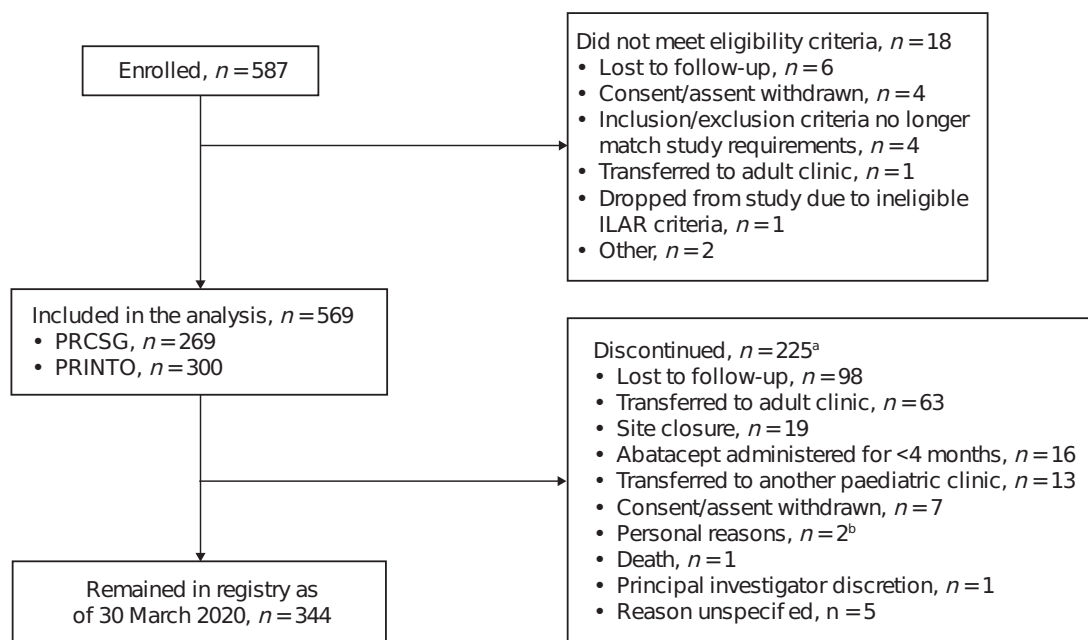 Enrolled, n = 587
Did not meet eligibility criteria, n = 18
• Lost to follow-up, n = 6
• Consent/assent withdrawn, n = 4
• Inclusion/exclusion criteria no longer
match study requirements, n = 4
• Transferred to adult clinic, n = 1
• Dropped from study due to ineligible
ILAR criteria, n = 1
• Other, n = 2
Included in the analysis, n = 569
• PRCSG, n = 269
• PRINTO, n = 300
Discontinued, n = 225ᵃ
• Lost to follow-up, n = 98
• Transferred to adult clinic, n = 63
• Site closure, n = 19
• Abatacept administered for <4 months, n = 16
• Transferred to another paediatric clinic, n = 13
• Consent/assent withdrawn, n = 7
• Personal reasons, n = 2ᵇ
• Death, n = 1
• Principal investigator discretion, n = 1
• Reason unspecif ed, n = 5
Remained in registry as
of 30 March 2020, n = 344